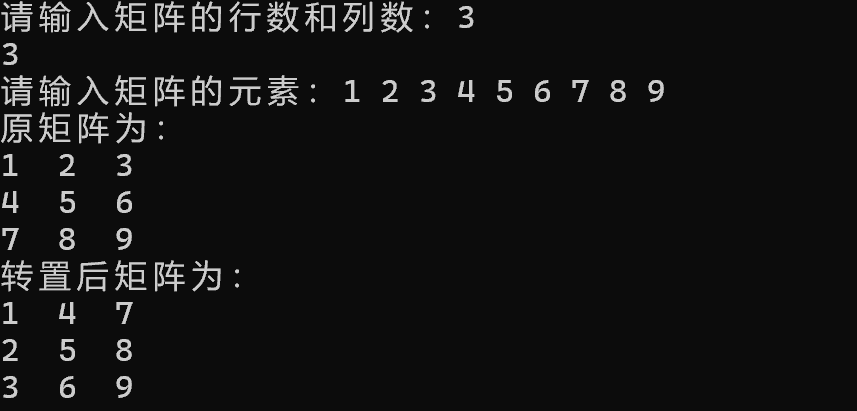 请输入矩阵的行数和列数：3
3
请输入矩阵的元素：1 2 3 4 5 6 7 8 9
原矩阵为：
1  2  3
4  5  6
7  8  9
转置后矩阵为：
1  4  7
2  5  8
3  6  9